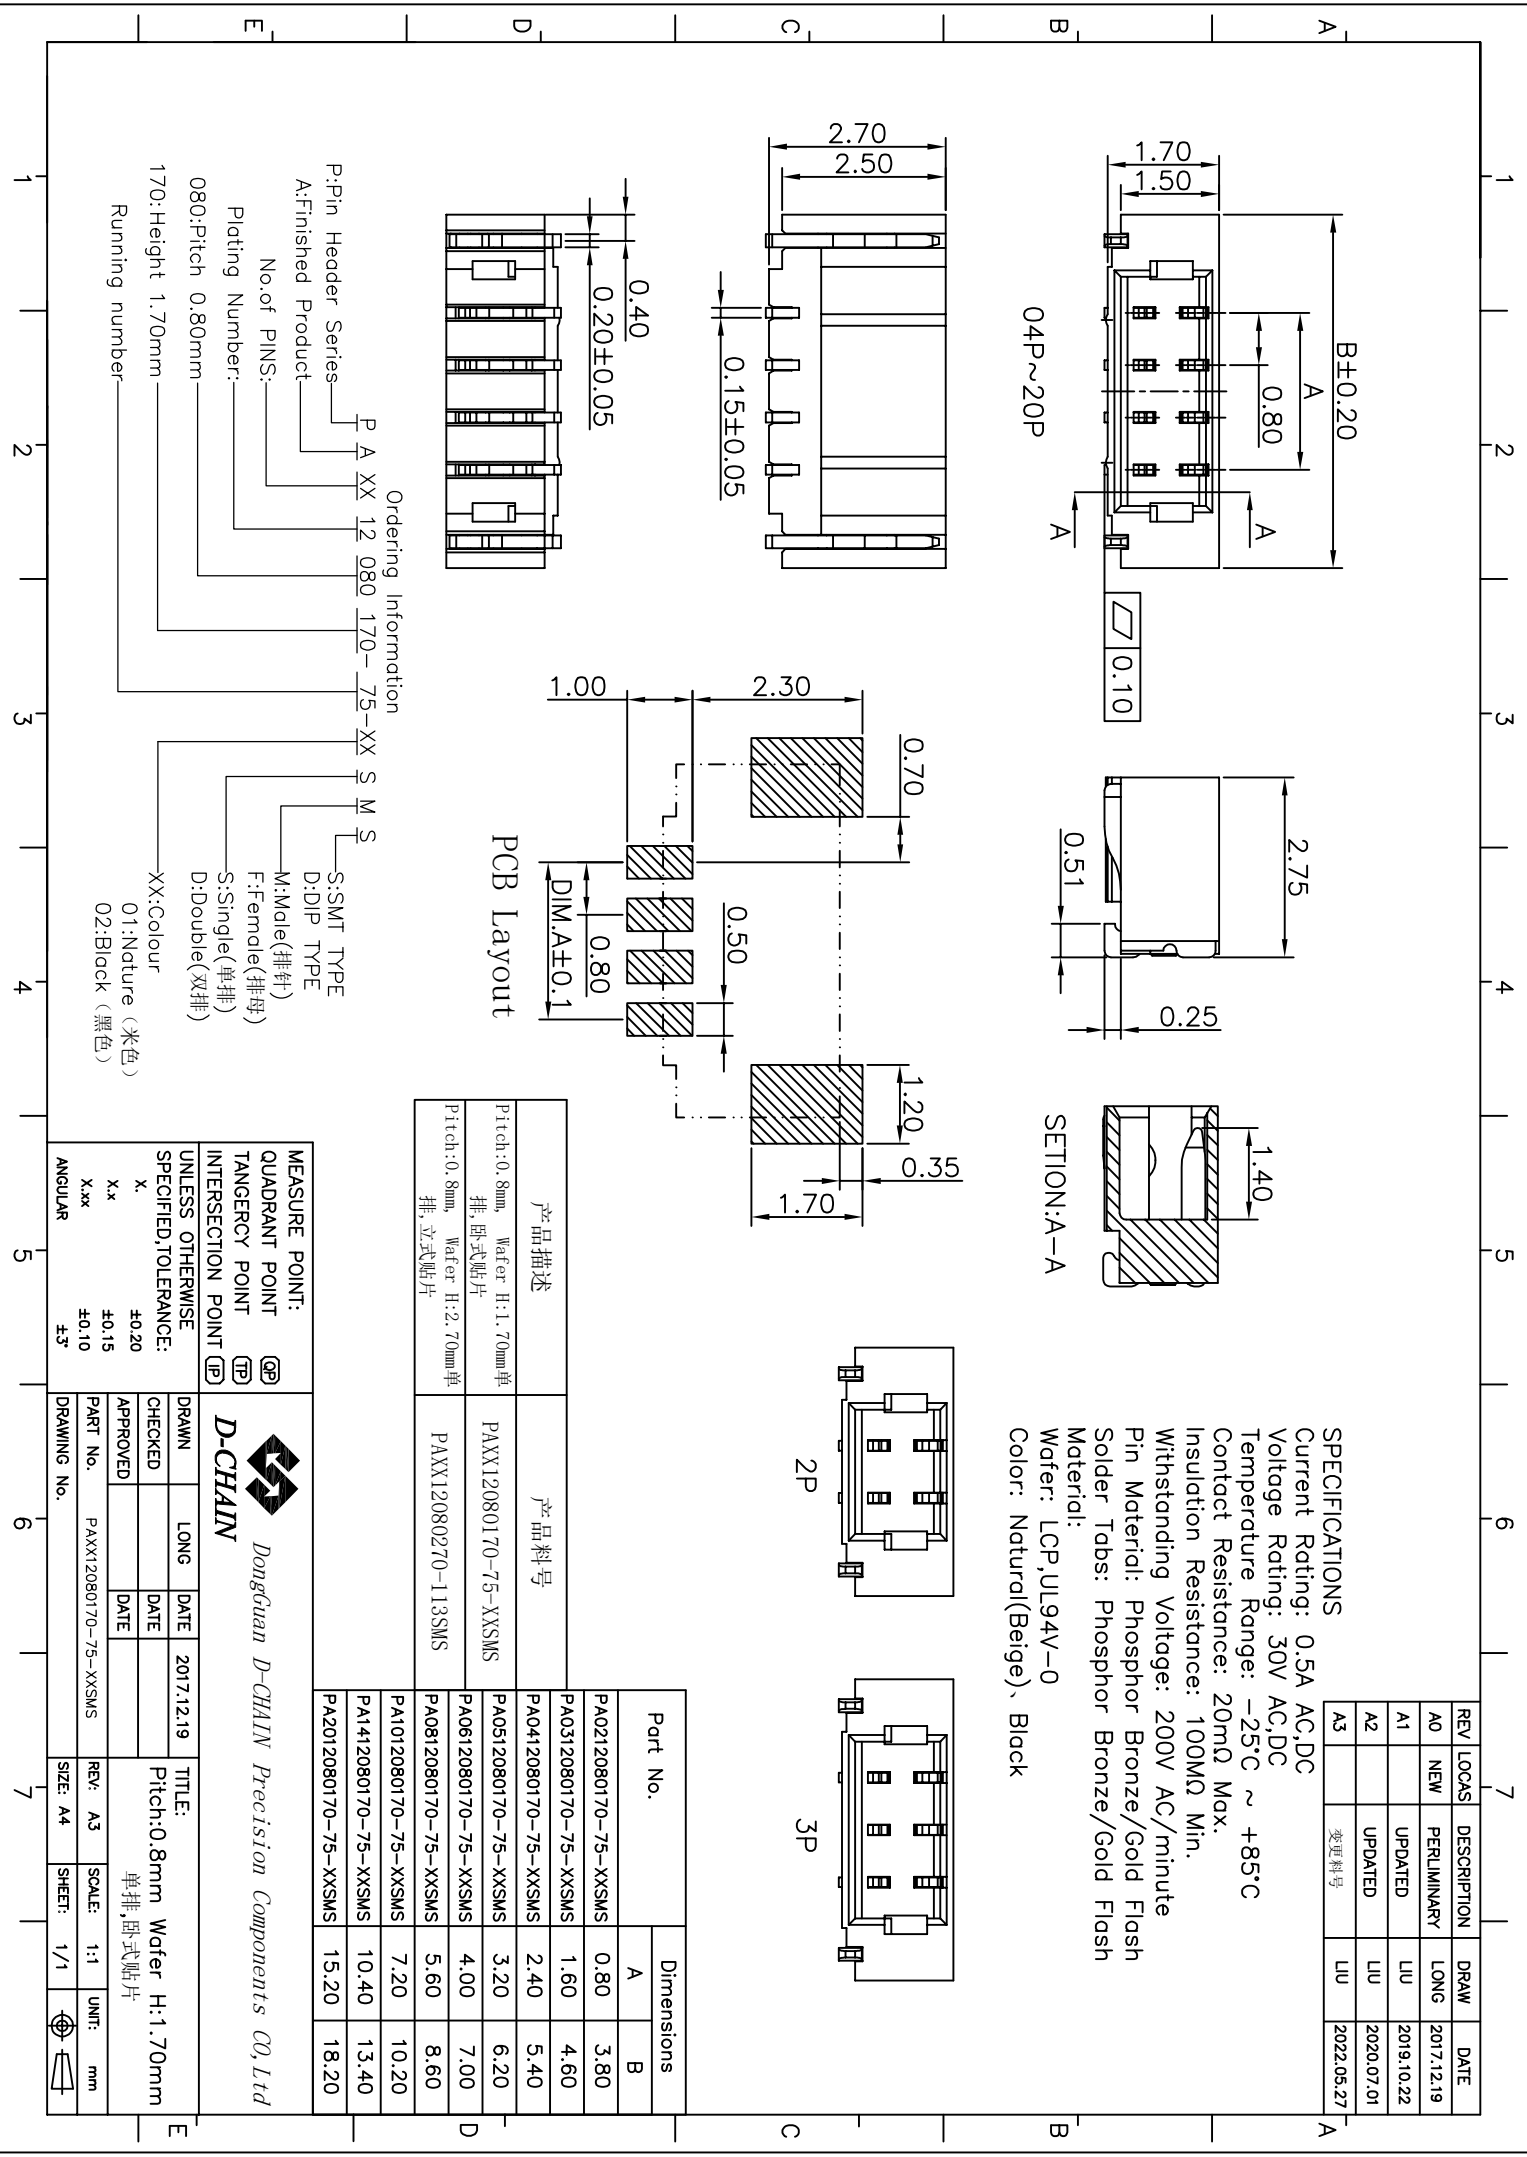 1
2
3
4
5
6
7
A
B
C
D
E
REV LOCAS DESCRIPTION DRAW DATE
A0 NEW PERLIMINARY LONG 2017.12.19
A1 UPDATED LIU 2019.10.22
A2 UPDATED LIU 2020.07.01
A3 变更料号 LIU 2022.05.27
B±0.20
A
0.80
1.70
1.50
A
A
04P~20P
0.10
2.75
0.51
0.25
1.40
SETION:A-A
SPECIFICATIONS
Current Rating: 0.5A AC,DC
Voltage Rating: 30V AC,DC
Temperature Range: -25°C ~ +85°C
Contact Resistance: 20mΩ Max.
Insulation Resistance: 100MΩ Min.
Withstanding Voltage: 200V AC/minute
Pin Material: Phosphor Bronze/Gold Flash
Solder Tabs: Phosphor Bronze/Gold Flash
Material:
Wafer: LCP,UL94V-0
Color: Natural(Beige)、Black
2.70
2.50
0.15±0.05
0.40
0.20±0.05
2.30
1.00
0.70
0.50
0.80
DIM.A±0.1
1.20
0.35
1.70
PCB Layout
2P
3P
Ordering Information
P A XX 12 080 170- 75-XX S M S
P:Pin Header Series
A:Finished Product
No.of PINS:
Plating Number:
080:Pitch 0.80mm
170:Height 1.70mm
Running number
S:SMT TYPE
D:DIP TYPE
M:Male(排针)
F:Female(排母)
S:Single(单排)
D:Double(双排)
XX:Colour
01:Nature（米色）
02:Black（黑色）
产品描述 产品料号
Pitch:0.8mm, Wafer H:1.70mm单
排,卧式贴片 PAXX12080170-75-XXSMS
Pitch:0.8mm, Wafer H:2.70mm单
排,立式贴片 PAXX12080270-113SMS
Part No. Dimensions
A B
PA0212080170-75-XXSMS 0.80 3.80
PA0312080170-75-XXSMS 1.60 4.60
PA0412080170-75-XXSMS 2.40 5.40
PA0512080170-75-XXSMS 3.20 6.20
PA0612080170-75-XXSMS 4.00 7.00
PA0812080170-75-XXSMS 5.60 8.60
PA1012080170-75-XXSMS 7.20 10.20
PA1412080170-75-XXSMS 10.40 13.40
PA2012080170-75-XXSMS 15.20 18.20
MEASURE POINT:
QUADRANT POINT QP
TANGERCY POINT TP
INTERSECTION POINT IP
UNLESS OTHERWISE
SPECIFIED,TOLERANCE:
X. ±0.20
X.x ±0.15
X.xx ±0.10
ANGULAR ±3°
D-CHAIN
DongGuan D-CHAIN Precision Components CO,Ltd
DRAWN LONG DATE 2017.12.19
CHECKED DATE
APPROVED DATE
PART No. PAXX12080170-75-XXSMS
DRAWING No.
TITLE:
Pitch:0.8mm Wafer H:1.70mm
单排,卧式贴片
REV: A3 SCALE: 1:1 UNIT: mm
SIZE: A4 SHEET: 1/1
1
2
3
4
5
6
7
A
B
C
D
E